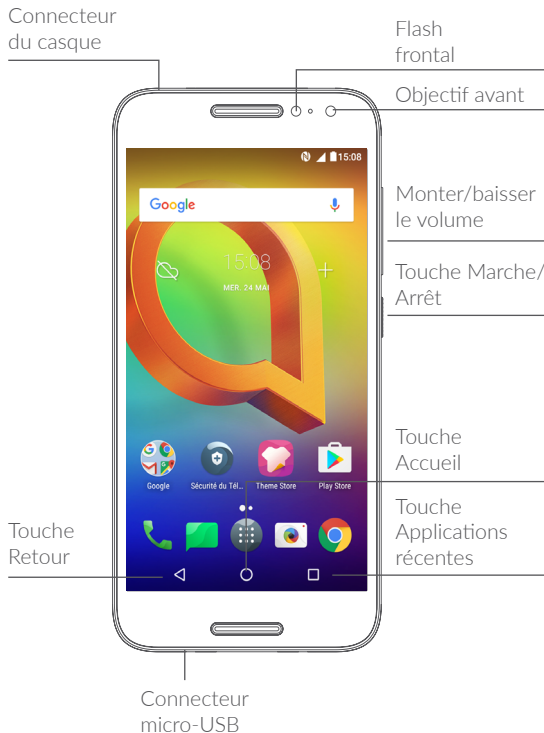 Connecteur
du casque
Flash
frontal
Objectif avant
15:08
Google
Monter/baisser
le volume
15:08
MER. 24 MAI
Touche Marche/
Arrêt
Touche
Accueil
Google
Sécurité du Tél...
Theme Store
Play Store
Touche
Applications
récentes
Touche
Retour
Connecteur
micro-USB